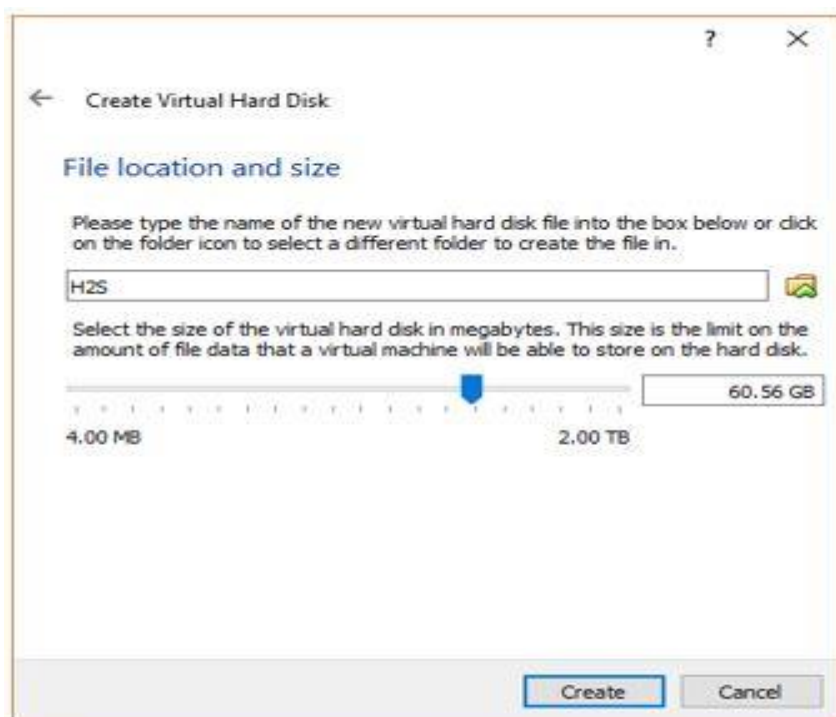 ?
Create Virtual Hard Disk
File location and size
Please type the name of the new virtual hard disk file into the box below or click
on the folder icon to select a different folder to create the file in.
H2S
Select the size of the virtual hard disk in megabytes. This size is the limit on the
amount of file data that a virtual machine will be able to store on the hard disk.
60.56 GB
4.00 MB 2.00 TB
Create Cancel